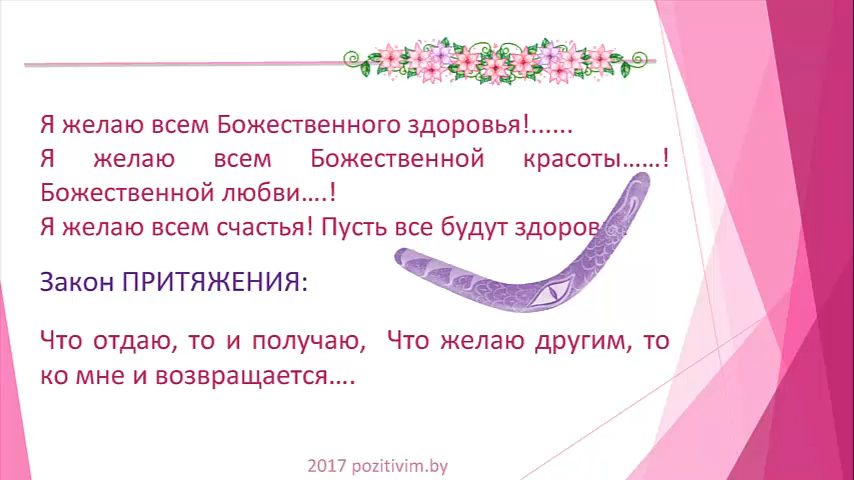 Я желаю всем Божественного здоровья!......
Я желаю всем Божественной красоты……!
Божественной любви….!
Я желаю всем счастья! Пусть все будут
Закон ПРИТЯЖЕНИЯ:
Что отдаю, то и получаю, Что желаю другим, то
ко мне и возвращается….
2017 pozitivim.by